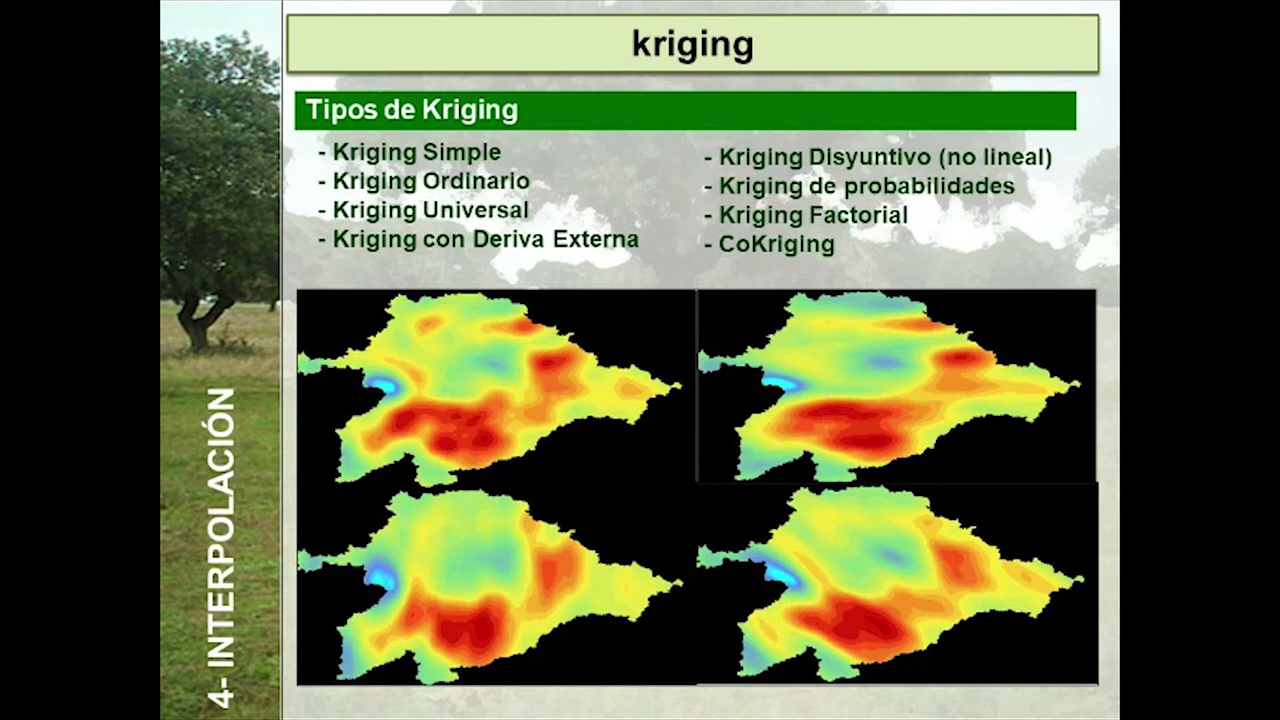 kriging
Tipos de Kriging
- Kriging Simple
- Kriging Ordinario
- Kriging Universal
- Kriging con Deriva Externa
- Kriging Disyuntivo (no lineal)
- Kriging de probabilidades
- Kriging Factorial
- CoKriging
4- INTERPOLACIÓN